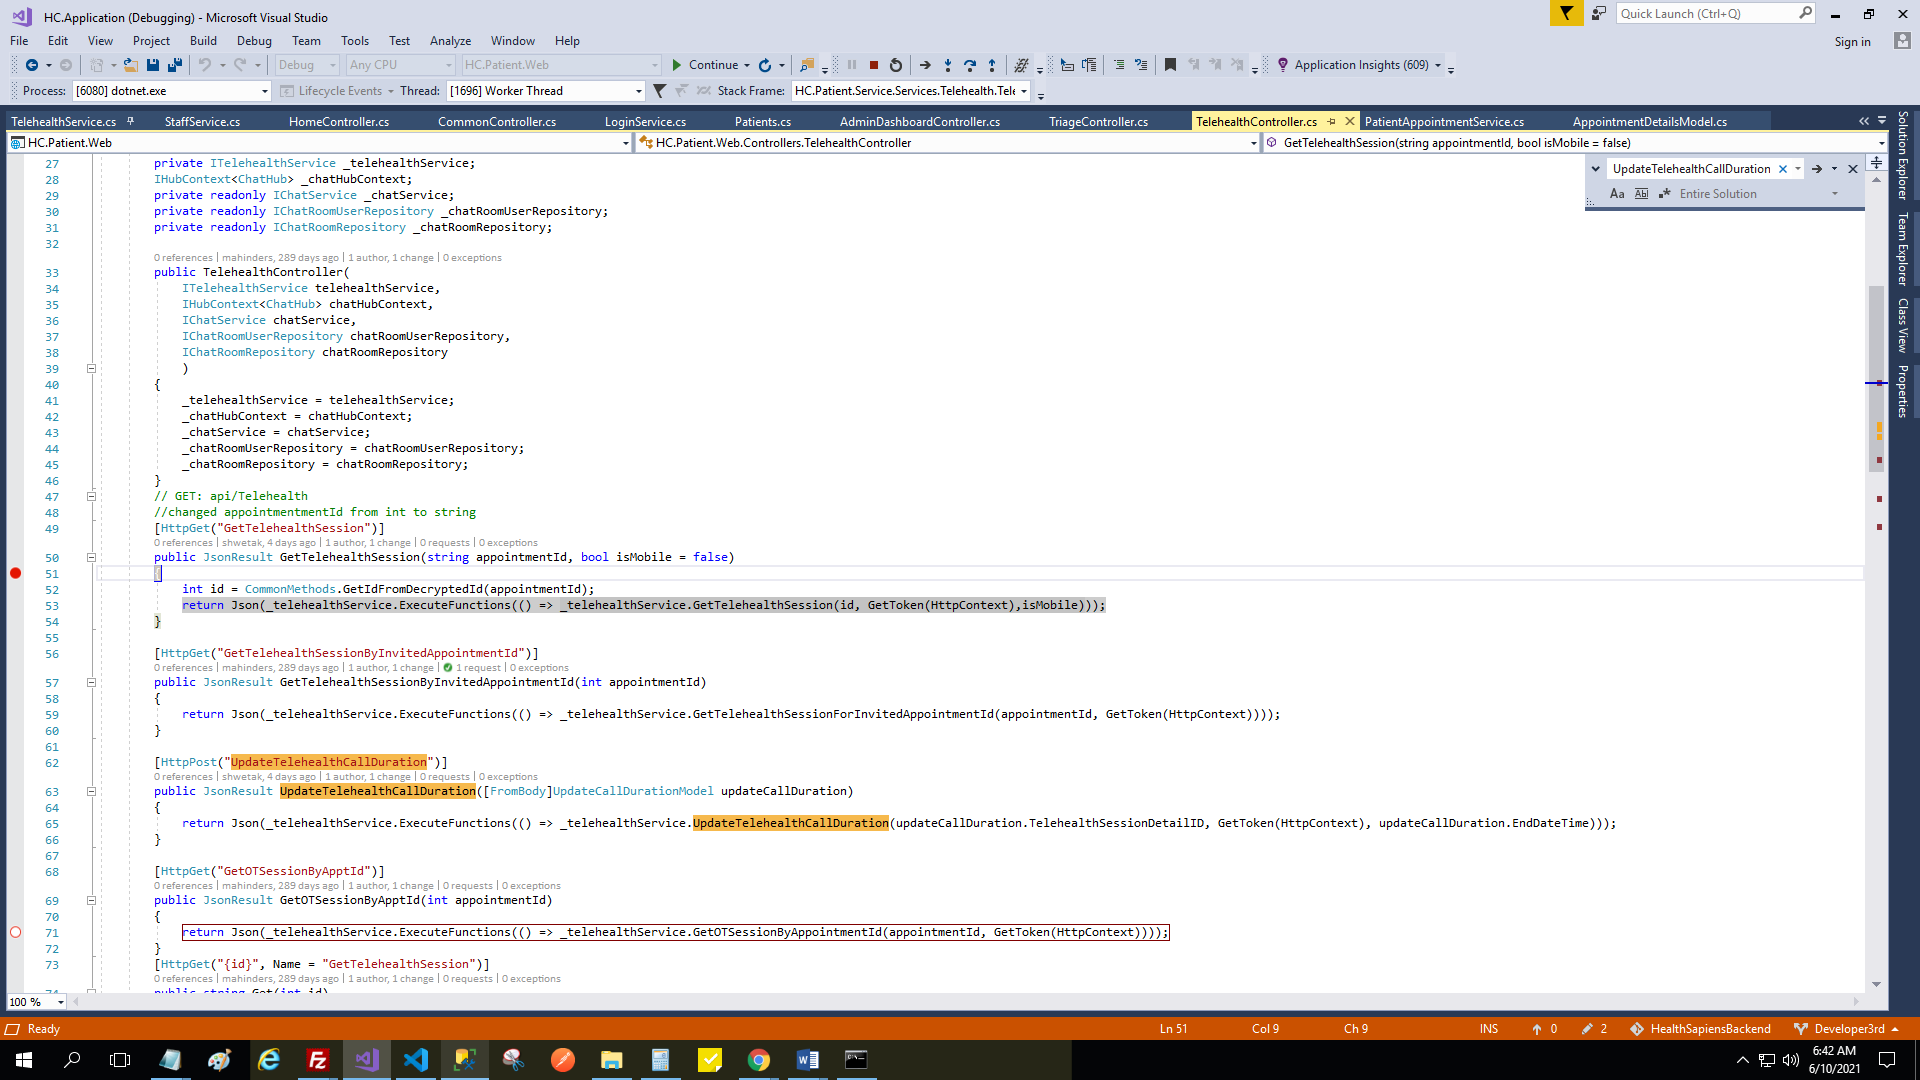 HC.Application (Debugging) - Microsoft Visual Studio
Quick Launch (Ctrl+Q)
File Edit View Project Build Debug Team Tools Test Analyze Window Help
Sign in
Debug Any CPU HC.Patient.Web Continue Application Insights (609)
Process: [6080] dotnet.exe Lifecycle Events Thread: [1696] Worker Thread Stack Frame: HC.Patient.Service.Services.Telehealth.Tele
TelehealthService.cs StaffService.cs HomeController.cs CommonController.cs LoginService.cs Patients.cs AdminDashboardController.cs TriageController.cs TelehealthController.cs PatientAppointmentService.cs AppointmentDetailsModel.cs
HC.Patient.Web HC.Patient.Web.Controllers.TelehealthController GetTelehealthSession(string appointmentId, bool isMobile = false)
UpdateTelehealthCallDuration
Aa Ab Entire Solution
Solution Explorer
Team Explorer
Class View
Properties
27 private ITelehealthService _telehealthService;
28 IHubContext<ChatHub> _chatHubContext;
29 private readonly IChatService _chatService;
30 private readonly IChatRoomUserRepository _chatRoomUserRepository;
31 private readonly IChatRoomRepository _chatRoomRepository;
32
0 references | mahinders, 289 days ago | 1 author, 1 change | 0 exceptions
33 public TelehealthController(
34 ITelehealthService telehealthService,
35 IHubContext<ChatHub> chatHubContext,
36 IChatService chatService,
37 IChatRoomUserRepository chatRoomUserRepository,
38 IChatRoomRepository chatRoomRepository
39 )
40 {
41 _telehealthService = telehealthService;
42 _chatHubContext = chatHubContext;
43 _chatService = chatService;
44 _chatRoomUserRepository = chatRoomUserRepository;
45 _chatRoomRepository = chatRoomRepository;
46 }
47 // GET: api/Telehealth
48 //changed appointmentmentId from int to string
49 [HttpGet("GetTelehealthSession")]
0 references | shwetak, 4 days ago | 1 author, 1 change | 0 requests | 0 exceptions
50 public JsonResult GetTelehealthSession(string appointmentId, bool isMobile = false)
51 {
52 int id = CommonMethods.GetIdFromDecryptedId(appointmentId);
53 return Json(_telehealthService.ExecuteFunctions(() => _telehealthService.GetTelehealthSession(id, GetToken(HttpContext),isMobile)));
54 }
55
56 [HttpGet("GetTelehealthSessionByInvitedAppointmentId")]
0 references | mahinders, 289 days ago | 1 author, 1 change | 1 request | 0 exceptions
57 public JsonResult GetTelehealthSessionByInvitedAppointmentId(int appointmentId)
58 {
59 return Json(_telehealthService.ExecuteFunctions(() => _telehealthService.GetTelehealthSessionForInvitedAppointmentId(appointmentId, GetToken(HttpContext))));
60 }
61
62 [HttpPost("UpdateTelehealthCallDuration")]
0 references | shwetak, 4 days ago | 1 author, 1 change | 0 requests | 0 exceptions
63 public JsonResult UpdateTelehealthCallDuration([FromBody]UpdateCallDurationModel updateCallDuration)
64 {
65 return Json(_telehealthService.ExecuteFunctions(() => _telehealthService.UpdateTelehealthCallDuration(updateCallDuration.TelehealthSessionDetailID, GetToken(HttpContext), updateCallDuration.EndDateTime)));
66 }
67
68 [HttpGet("GetOTSessionByApptId")]
0 references | mahinders, 289 days ago | 1 author, 1 change | 0 requests | 0 exceptions
69 public JsonResult GetOTSessionByApptId(int appointmentId)
70 {
71 return Json(_telehealthService.ExecuteFunctions(() => _telehealthService.GetOTSessionByAppointmentId(appointmentId, GetToken(HttpContext))));
72 }
73 [HttpGet("{id}", Name = "GetTelehealthSession")]
0 references | mahinders, 289 days ago | 1 author, 1 change | 0 requests | 0 exceptions
74 public string Get(int id)
100 %
Ready Ln 51 Col 9 Ch 9 INS 0 2 HealthSapiensBackend Developer3rd
6:42 AM
6/10/2021